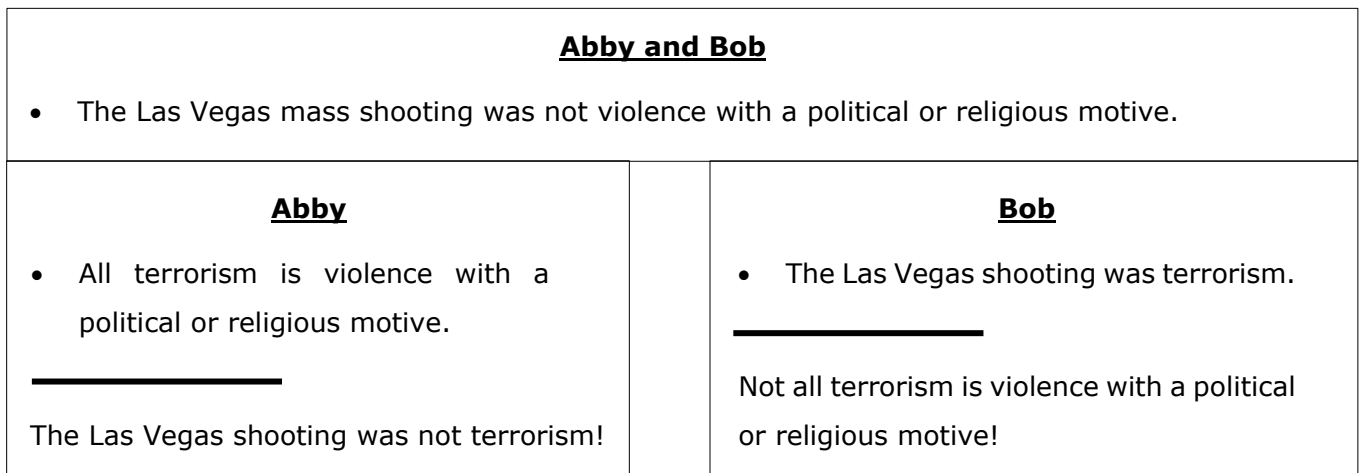 Abby and Bob
• The Las Vegas mass shooting was not violence with a political or religious motive.
Abby
• All terrorism is violence with a
political or religious motive.
The Las Vegas shooting was not terrorism!
Bob
• The Las Vegas shooting was terrorism.
Not all terrorism is violence with a political
or religious motive!